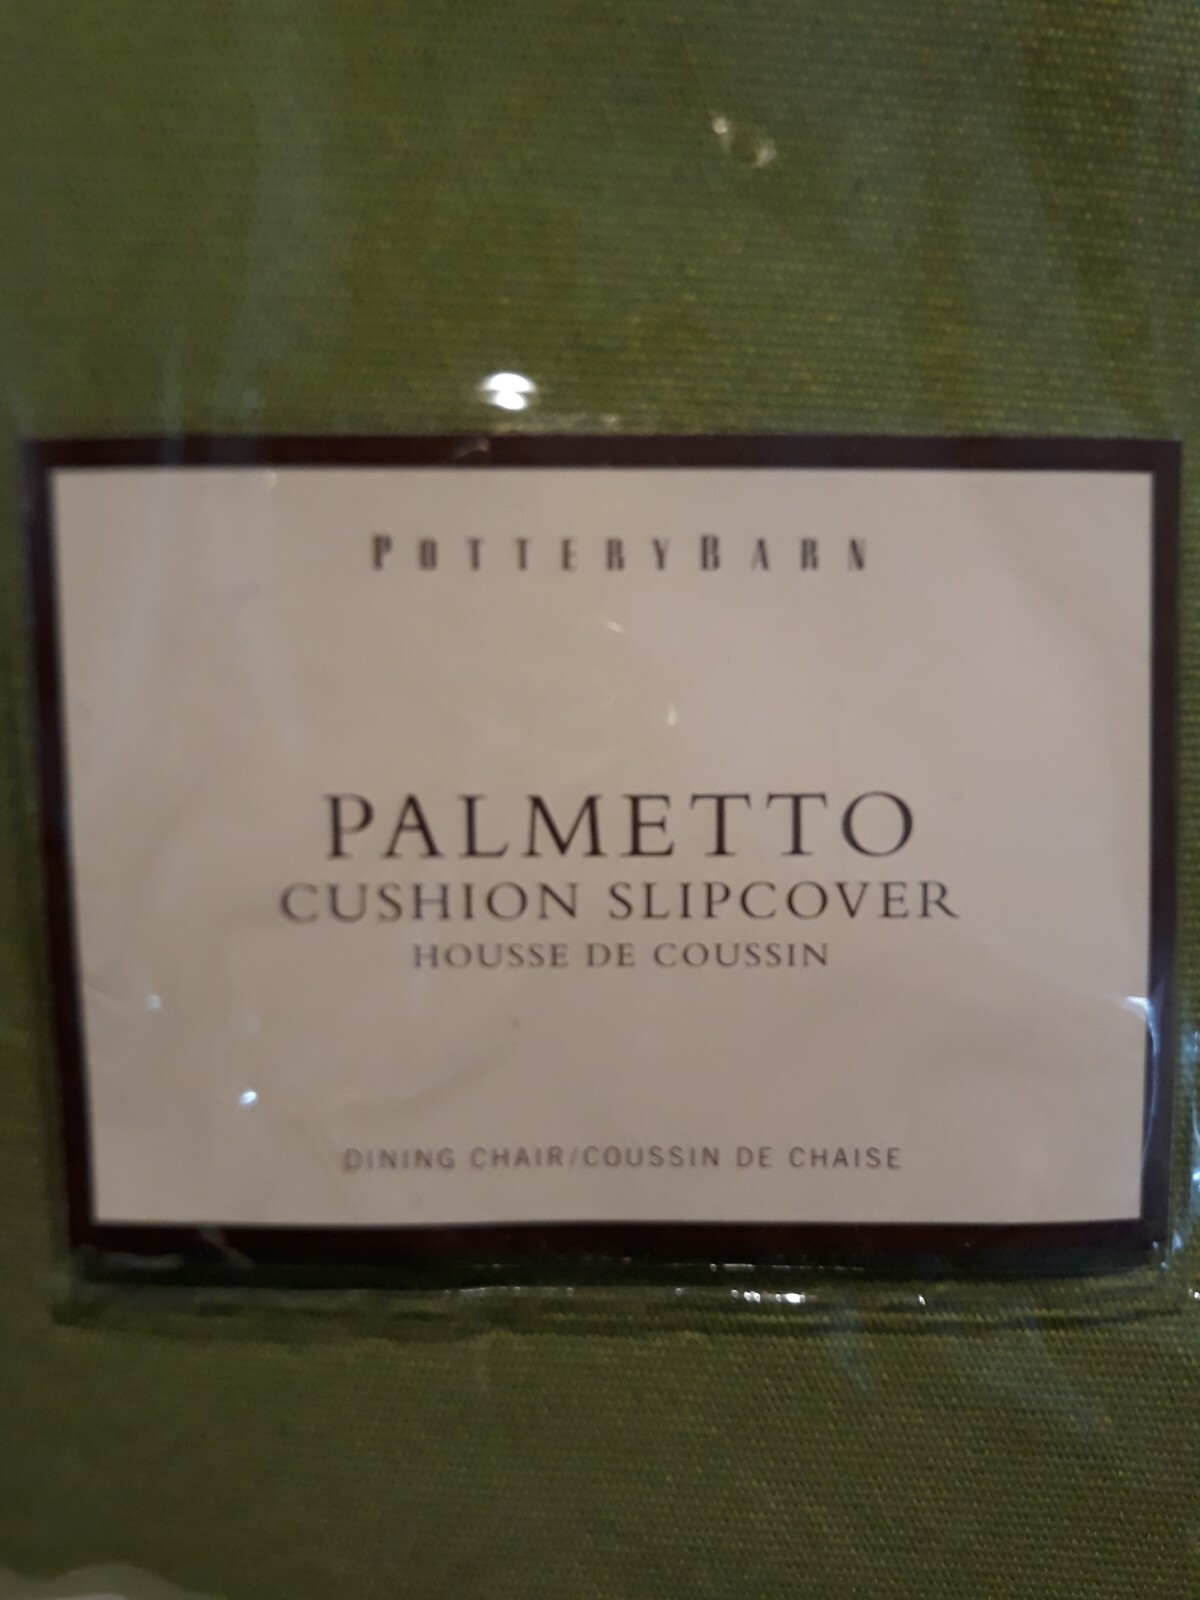 POTTERYBARN
PALMETTO
CUSHION SLIPCOVER
HOUSSE DE COUSSIN
DINING CHAIR/COUSSIN DE CHAISE